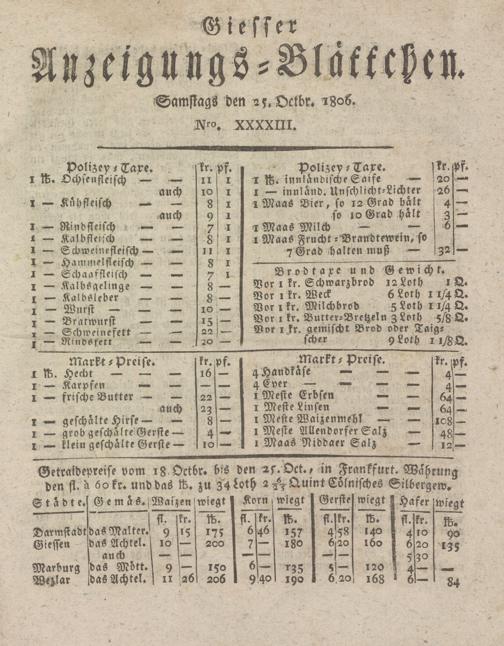 Giesser
Anzeigungs-Blättchen.
Samstags den 25. Octbr. 1806.
Nro. XXXXIII.
Polizey-Taxe. kr. pf.
1 ℔. Ochsenfleisch — — 11 1
auch 10 1
1 — Kühfleisch — — 8 1
auch 9 1
1 — Rindfleisch — — 7 1
1 — Kalbfleisch — — 8 1
1 — Schweinefleisch — — 11 1
1 — Hammelfleisch — — 8 1
1 — Schaaffleisch — — 7 1
1 — Kalbsgelinge — — 8 —
1 — Kalbsleber — — 8 —
1 — Wurst — — 10 —
1 — Bratwurst — — 15 —
1 — Schweinefett — — 22 —
1 — Rindsfett — — 20 —
Polizey-Taxe. kr. pf.
1 ℔. innländische Saife — 20 —
1 — innländ. Unschlicht-Lichter 26 —
1 Maas Bier, so 12 Grad hält 4 —
so 10 Grad hält 3 —
1 Maas Milch — — 6 —
1 Maas Frucht-Brandtewein, so
7 Grad halten muß 32 —
Brodtaxe und Gewicht.
Vor 1 kr. Schwarzbrod 12 Loth 1 Q.
Vor 1 kr. Weck 6 Loth 1 1/4 Q.
Vor 1 kr. Milchbrod 5 Loth 1 1/4 Q.
Vor 1 kr. Butter-Bretzeln 3 Loth 5/8 Q.
Vor 1 kr. gemischt Brod oder Taig-
scher 9 Loth 1 1/8 Q.
Markt-Preise. kr. pf.
1 ℔. Hecht — — 16 —
1 — Karpfen — — — —
1 — frische Butter — — 22 —
auch 23 —
1 — geschälte Hirse — — 8 —
1 — grob geschälte Gerste — 4 —
1 — klein geschälte Gerste — 10 —
Markt-Preise. kr. pf.
4 Handkäse — — 4 —
4 Eyer — — — 4 —
1 Meste Erbsen — — 64 —
1 Meste Linsen — — 64 —
1 Meste Waizenmehl — — 108 —
1 Meste Allendorfer Salz — 48 —
1 Maas Niddaer Salz — 12 —
Getraidepreise vom 18. Octbr. bis den 25. Oct., in Frankfurt. Währung
den fl. à 60 kr. und das ℔. zu 34 Loth 2 Quint Cölnisches Silbergew.
Städte. Gemäs. Waizen wiegt Korn wiegt Gerste wiegt Hafer wiegt
fl. kr. ℔. fl. kr. ℔. fl. kr. ℔. fl. kr. ℔.
Darmstadt das Malter. 9 15 175 6 46 157 4 58 140 4 10 90
Giessen das Achtel. 10 — 200 7 — 180 6 20 160 6 20 135
auch — — 5 30
Marburg das Mött. 9 — 150 6 — 135 5 — 120 4 —
Wetzlar das Achtel. 11 26 206 9 40 190 6 20 168 6 — 84